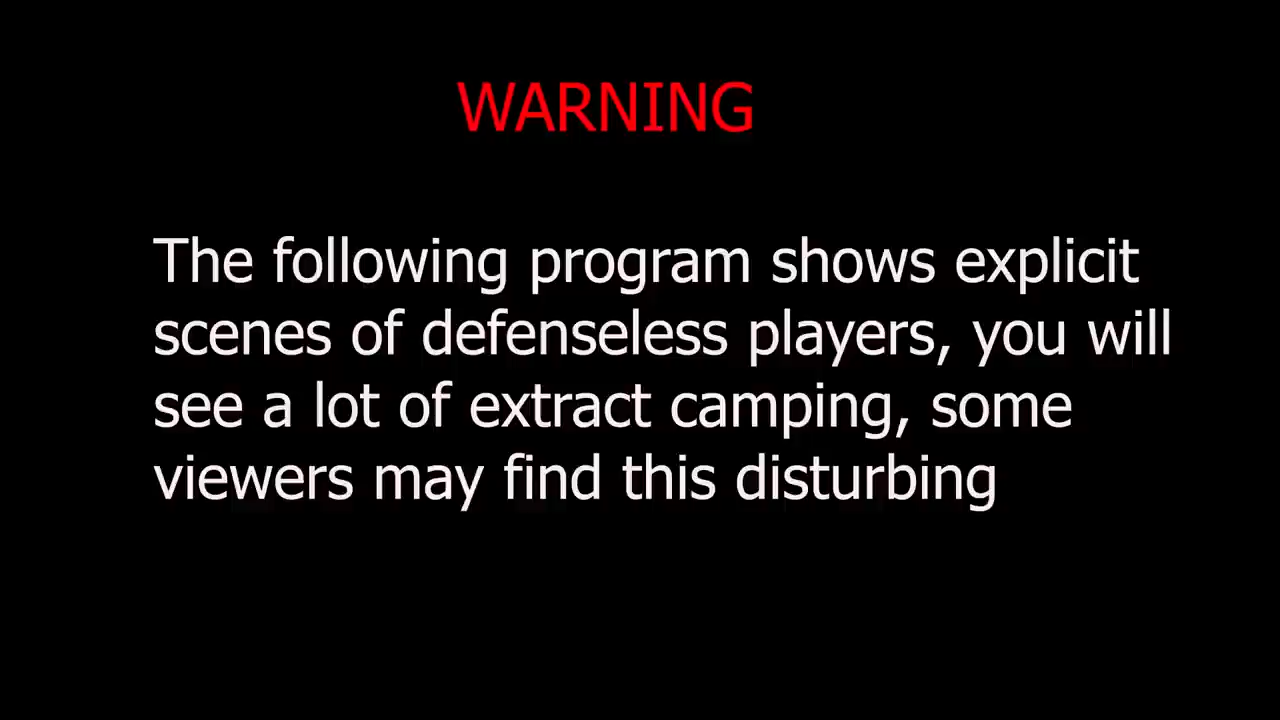 WARNING
The following program shows explicit
scenes of defenseless players, you will
see a lot of extract camping, some
viewers may find this disturbing